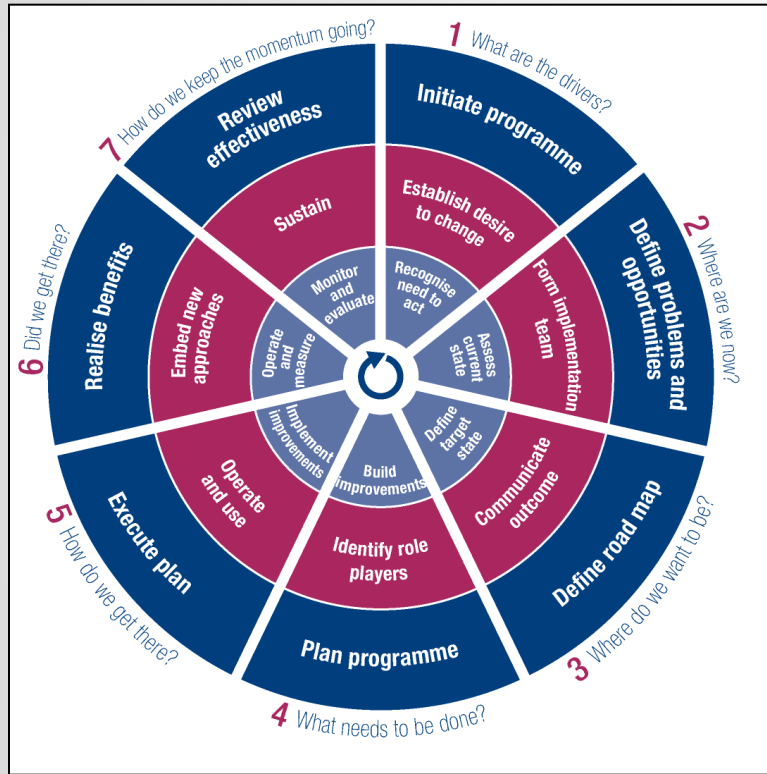 1 What are the drivers?
Initiate programme
Establish desire
to change
Recognise
need to
act
2 Where are we now?
Define problems and
opportunities
Form implementation
team
Assess
current
state
3 Where do we want to be?
Define road map
Communicate
outcome
Define
target
state
4 What needs to be done?
Plan programme
Identify role
players
Build
improvements
5 How do we get there?
Execute plan
Operate
and use
Implement
improvements
6 Did we get there?
Realise benefits
Embed new
approaches
Operate
and
measure
7 How do we keep the momentum going?
Review
effectiveness
Sustain
Monitor
and
evaluate